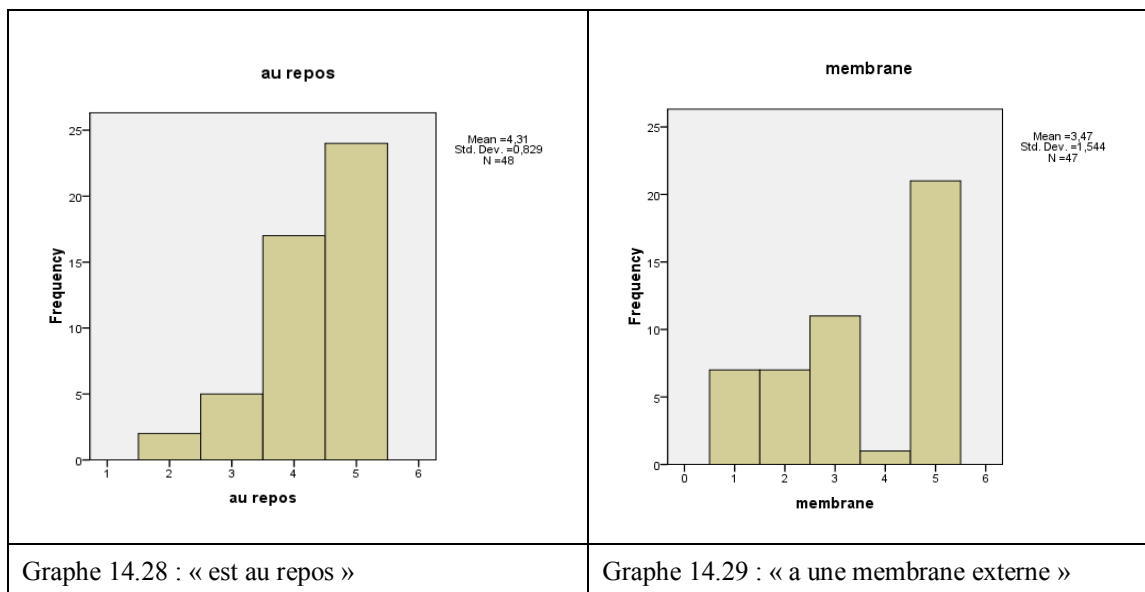 au repos
Frequency
25
20
15
10
5
0
1
2
3
4
5
6
au repos
Mean =4,31
Std. Dev. =0,829
N =48
Graphe 14.28 : « est au repos »
membrane
Frequency
25
20
15
10
5
0
0
1
2
3
4
5
6
membrane
Mean =3,47
Std. Dev. =1,544
N =47
Graphe 14.29 : « a une membrane externe »